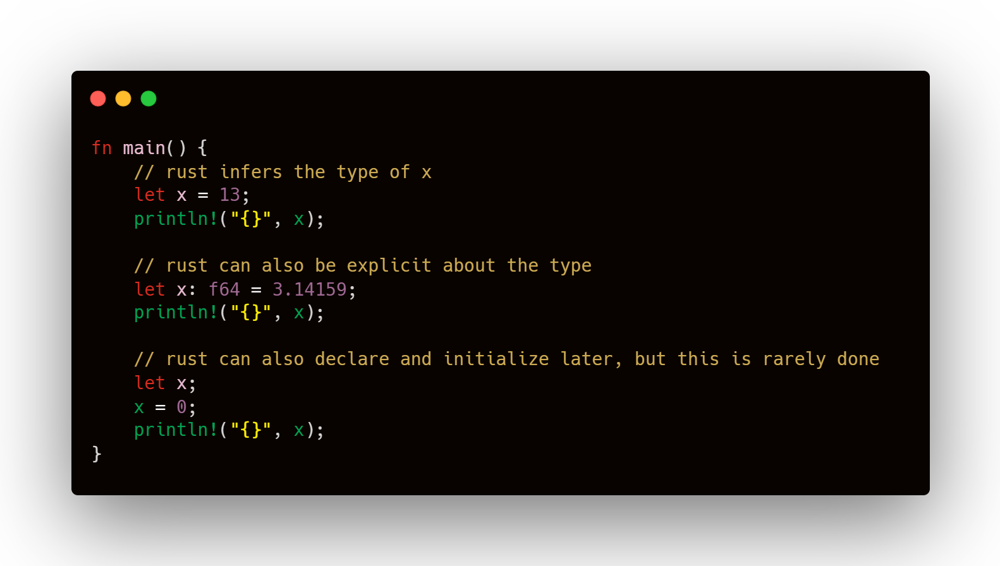 fn main() {
    // rust infers the type of x
    let x = 13;
    println!("{}", x);

    // rust can also be explicit about the type
    let x: f64 = 3.14159;
    println!("{}", x);

    // rust can also declare and initialize later, but this is rarely done
    let x;
    x = 0;
    println!("{}", x);
}